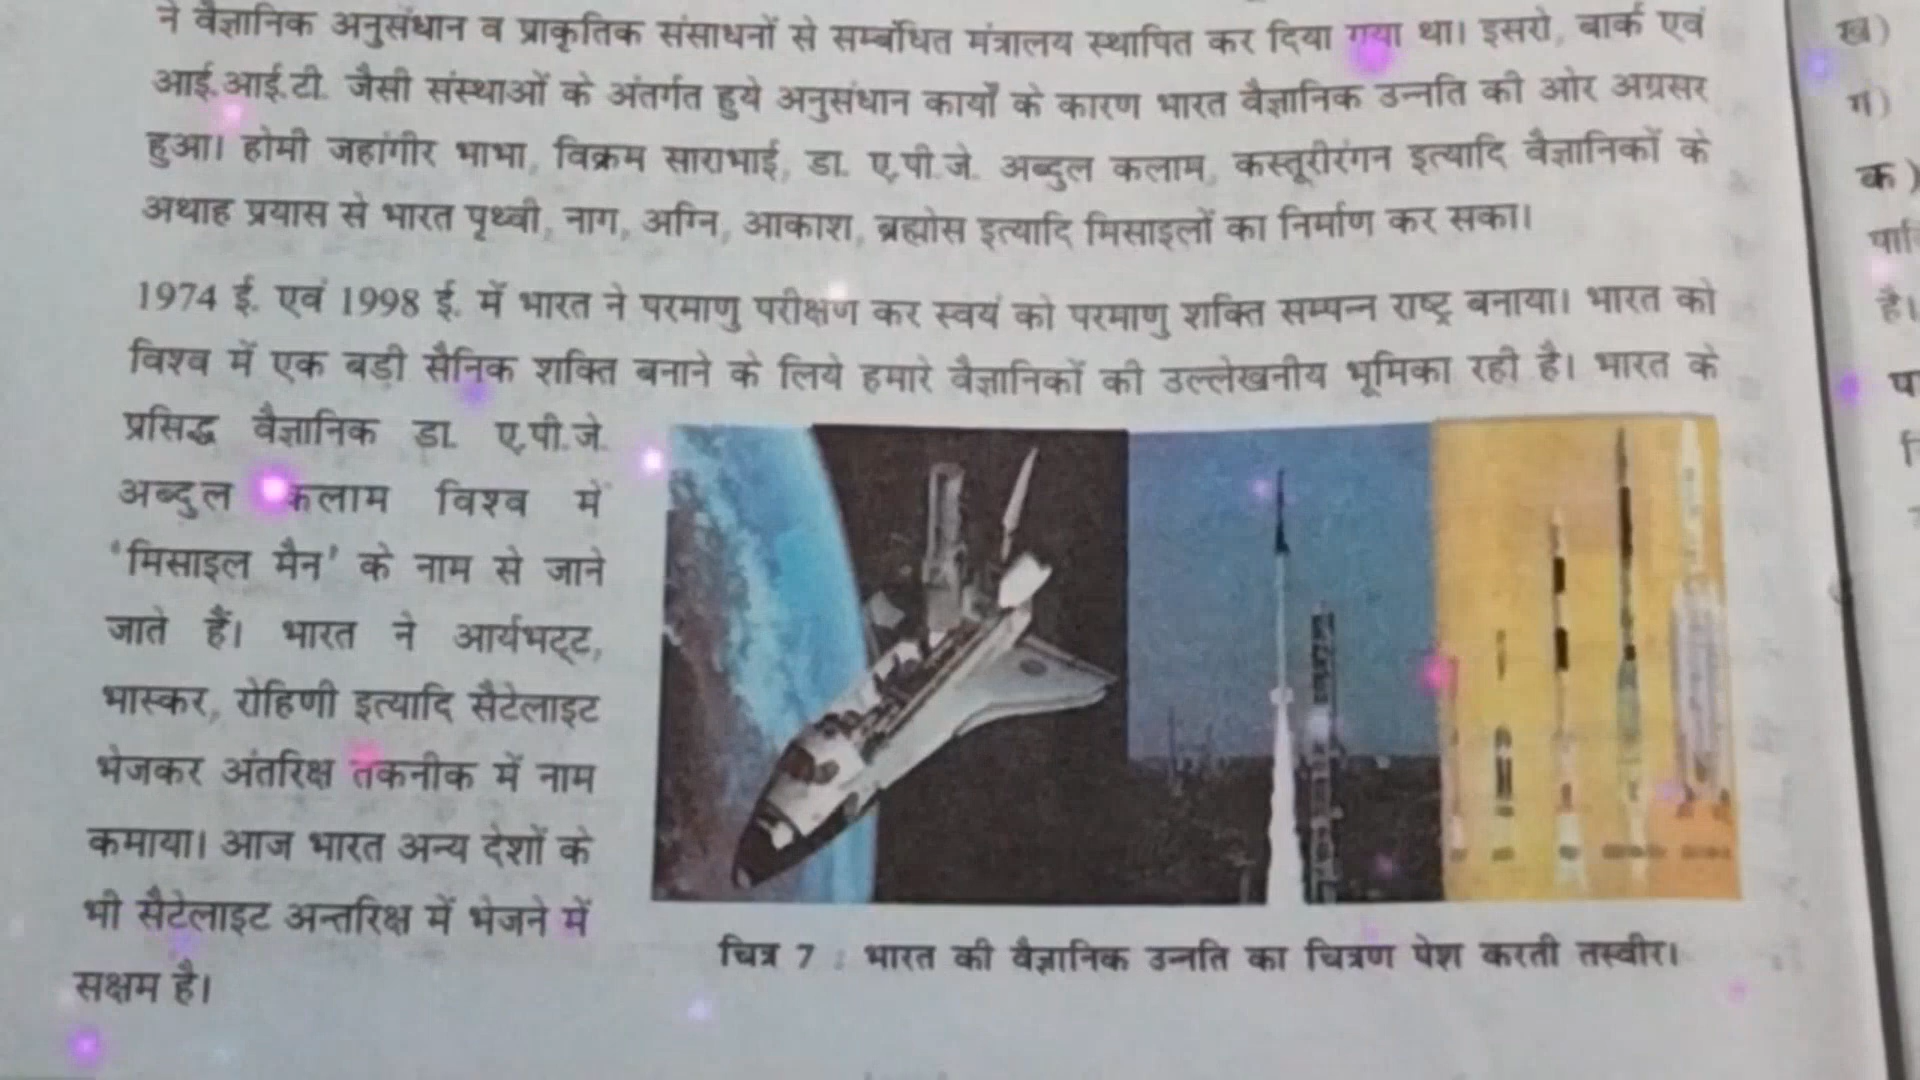 ने वैज्ञानिक अनुसंधान व प्राकृतिक संसाधनों से सम्बंधित मंत्रालय स्थापित कर दिया गया था। इसरो, बार्क एवं
आई.आई.टी. जैसी संस्थाओं के अंतर्गत हुये अनुसंधान कार्यों के कारण भारत वैज्ञानिक उन्नति की ओर अग्रसर
हुआ। होमी जहांगीर भाभा, विक्रम साराभाई, डा. ए.पी.जे. अब्दुल कलाम, कस्तूरीरंगन इत्यादि वैज्ञानिकों के
अथाह प्रयास से भारत पृथ्वी, नाग, अग्नि, आकाश, ब्रह्मोस इत्यादि मिसाइलों का निर्माण कर सका।
1974 ई. एवं 1998 ई. में भारत ने परमाणु परीक्षण कर स्वयं को परमाणु शक्ति सम्पन्न राष्ट्र बनाया। भारत को
विश्व में एक बड़ी सैनिक शक्ति बनाने के लिये हमारे वैज्ञानिकों की उल्लेखनीय भूमिका रही है। भारत के
प्रसिद्ध वैज्ञानिक डा. ए.पी.जे.
अब्दुल कलाम विश्व में
'मिसाइल मैन' के नाम से जाने
जाते हैं। भारत ने आर्यभट्ट,
भास्कर, रोहिणी इत्यादि सैटेलाइट
भेजकर अंतरिक्ष तकनीक में नाम
कमाया। आज भारत अन्य देशों के
भी सैटेलाइट अन्तरिक्ष में भेजने में
सक्षम है।
चित्र 7 : भारत की वैज्ञानिक उन्नति का चित्रण पेश करती तस्वीर।
ख)
ग)
क)
है।